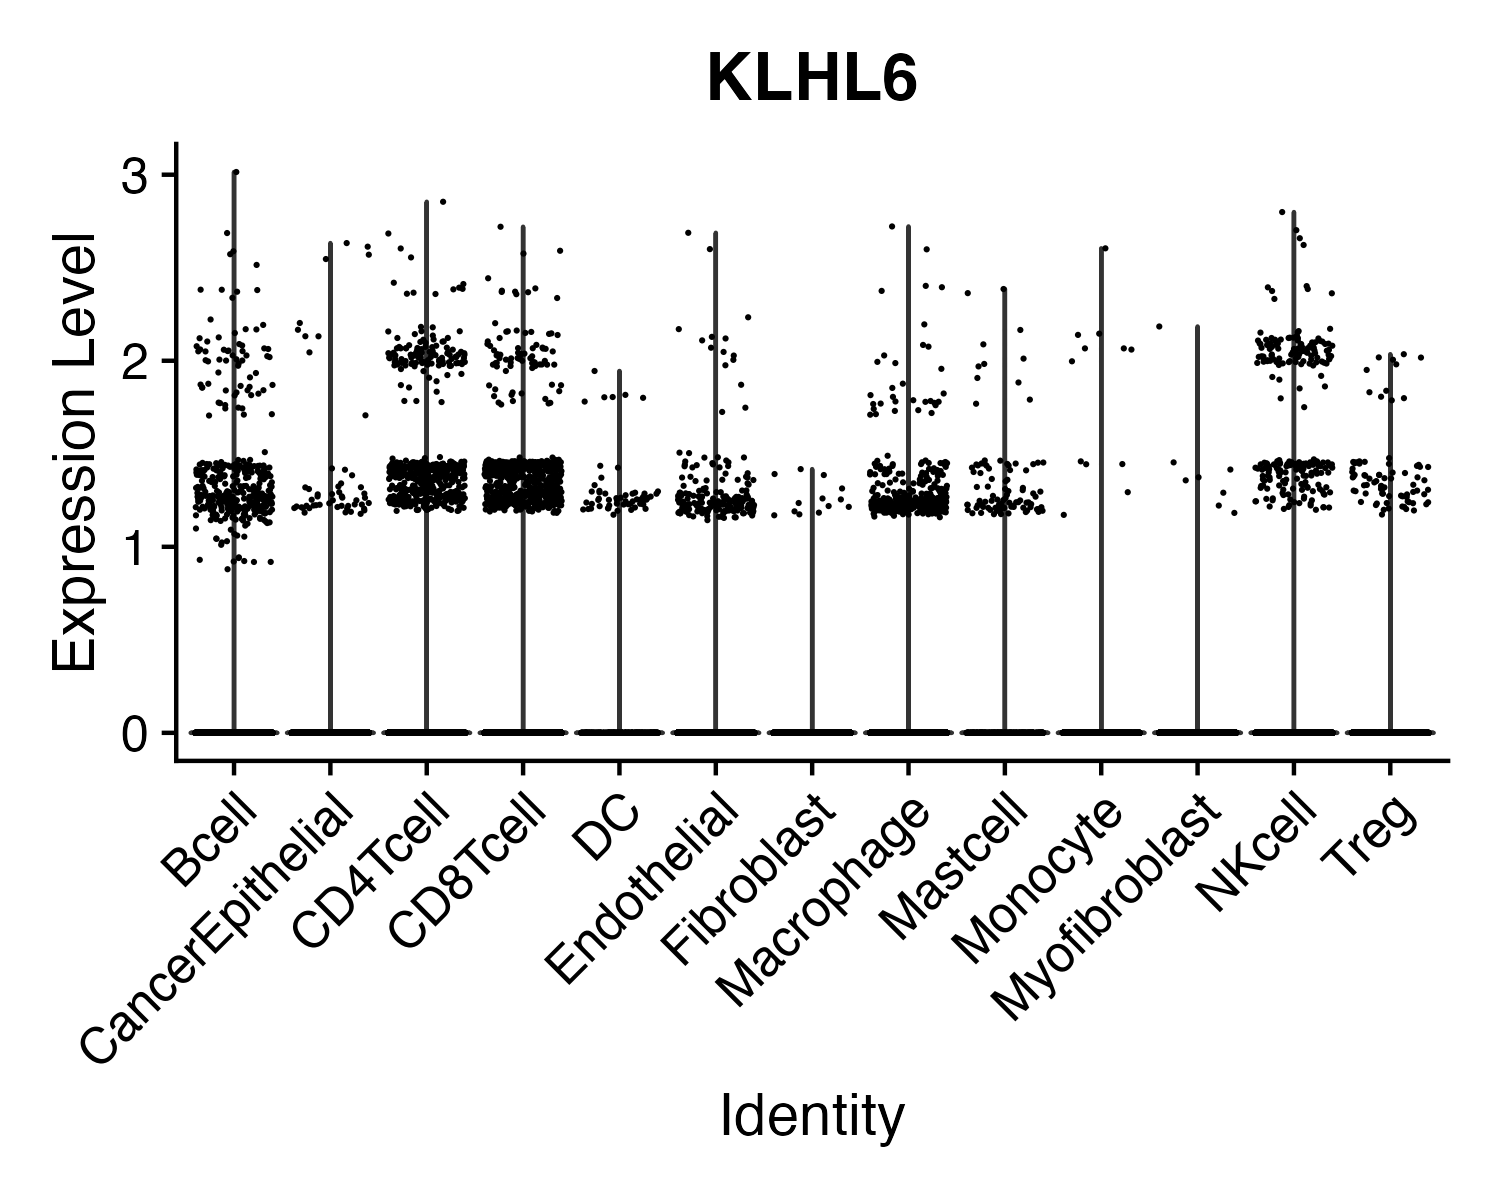 KLHL6
Expression Level
3
2
1
0
Bcell
CancerEpithelial
CD4Tcell
CD8Tcell
DC
Endothelial
Fibroblast
Macrophage
Mastcell
Monocyte
Myofibroblast
NKcell
Treg
Identity